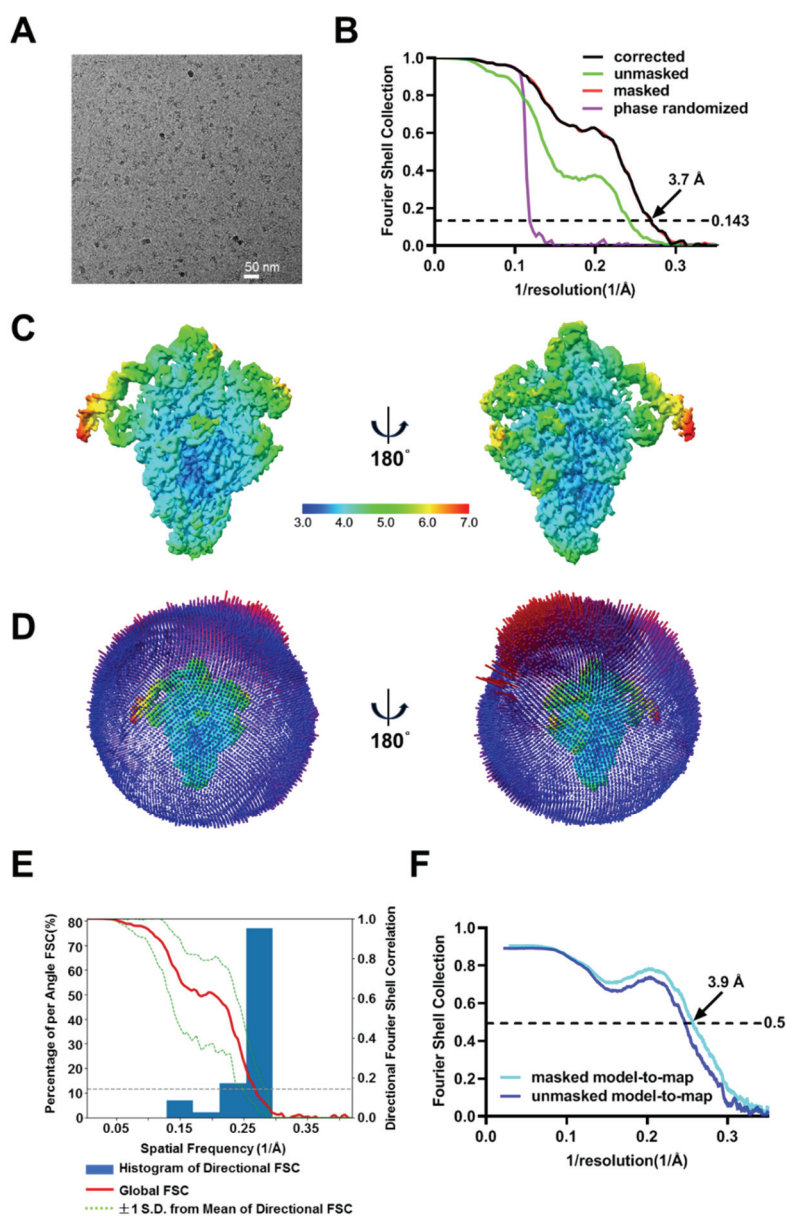 A
50 nm
B
1.0
0.8
0.6
0.4
0.2
0.0
Fourier Shell Collection
corrected
unmasked
masked
phase randomized
3.7 Å
0.143
0.0 0.1 0.2 0.3
1/resolution(1/Å)
C
180°
3.0 4.0 5.0 6.0 7.0
D
180°
E
80
70
60
50
40
30
20
10
0
Percentage of per Angle FSC(%)
1.0
0.8
0.6
0.4
0.2
0.0
Directional Fourier Shell Correlation
0.05 0.15 0.25 0.35
Spatial Frequency (1/Å)
Histogram of Directional FSC
Global FSC
±1 S.D. from Mean of Directional FSC
F
1.0
0.8
0.6
0.4
0.2
0.0
Fourier Shell Collection
3.9 Å
0.5
masked model-to-map
unmasked model-to-map
0.0 0.1 0.2 0.3
1/resolution(1/Å)